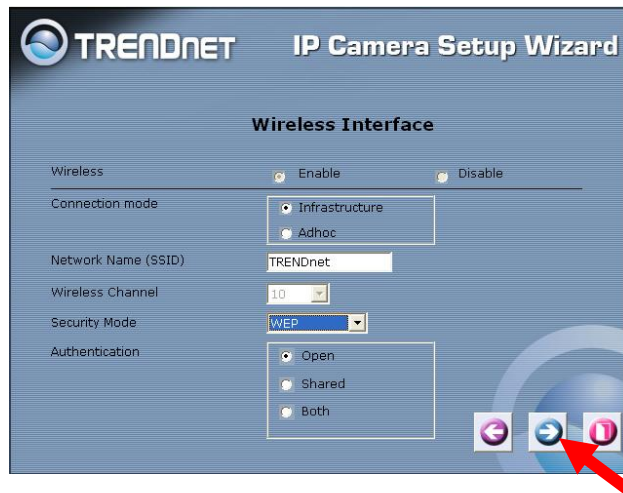 TRENDNET IP Camera Setup Wizard
Wireless Interface
Wireless Enable Disable
Connection mode Infrastructure
Adhoc
Network Name (SSID) TRENDnet
Wireless Channel 10
Security Mode WEP
Authentication Open
Shared
Both